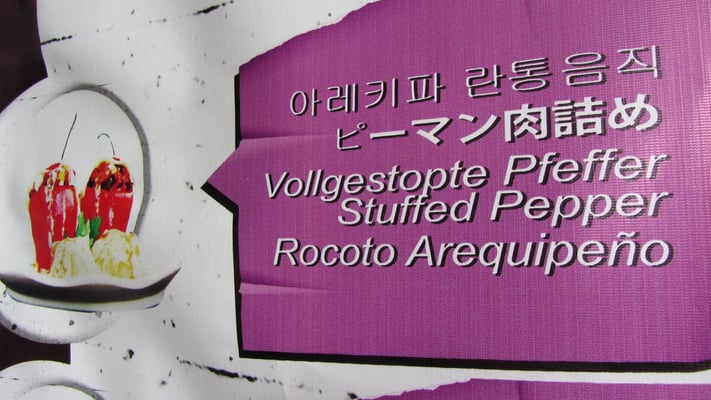 아레키파 란통음직
ピーマン肉詰め
Vollgestopte Pfeffer
Stuffed Pepper
Rocoto Arequipeño